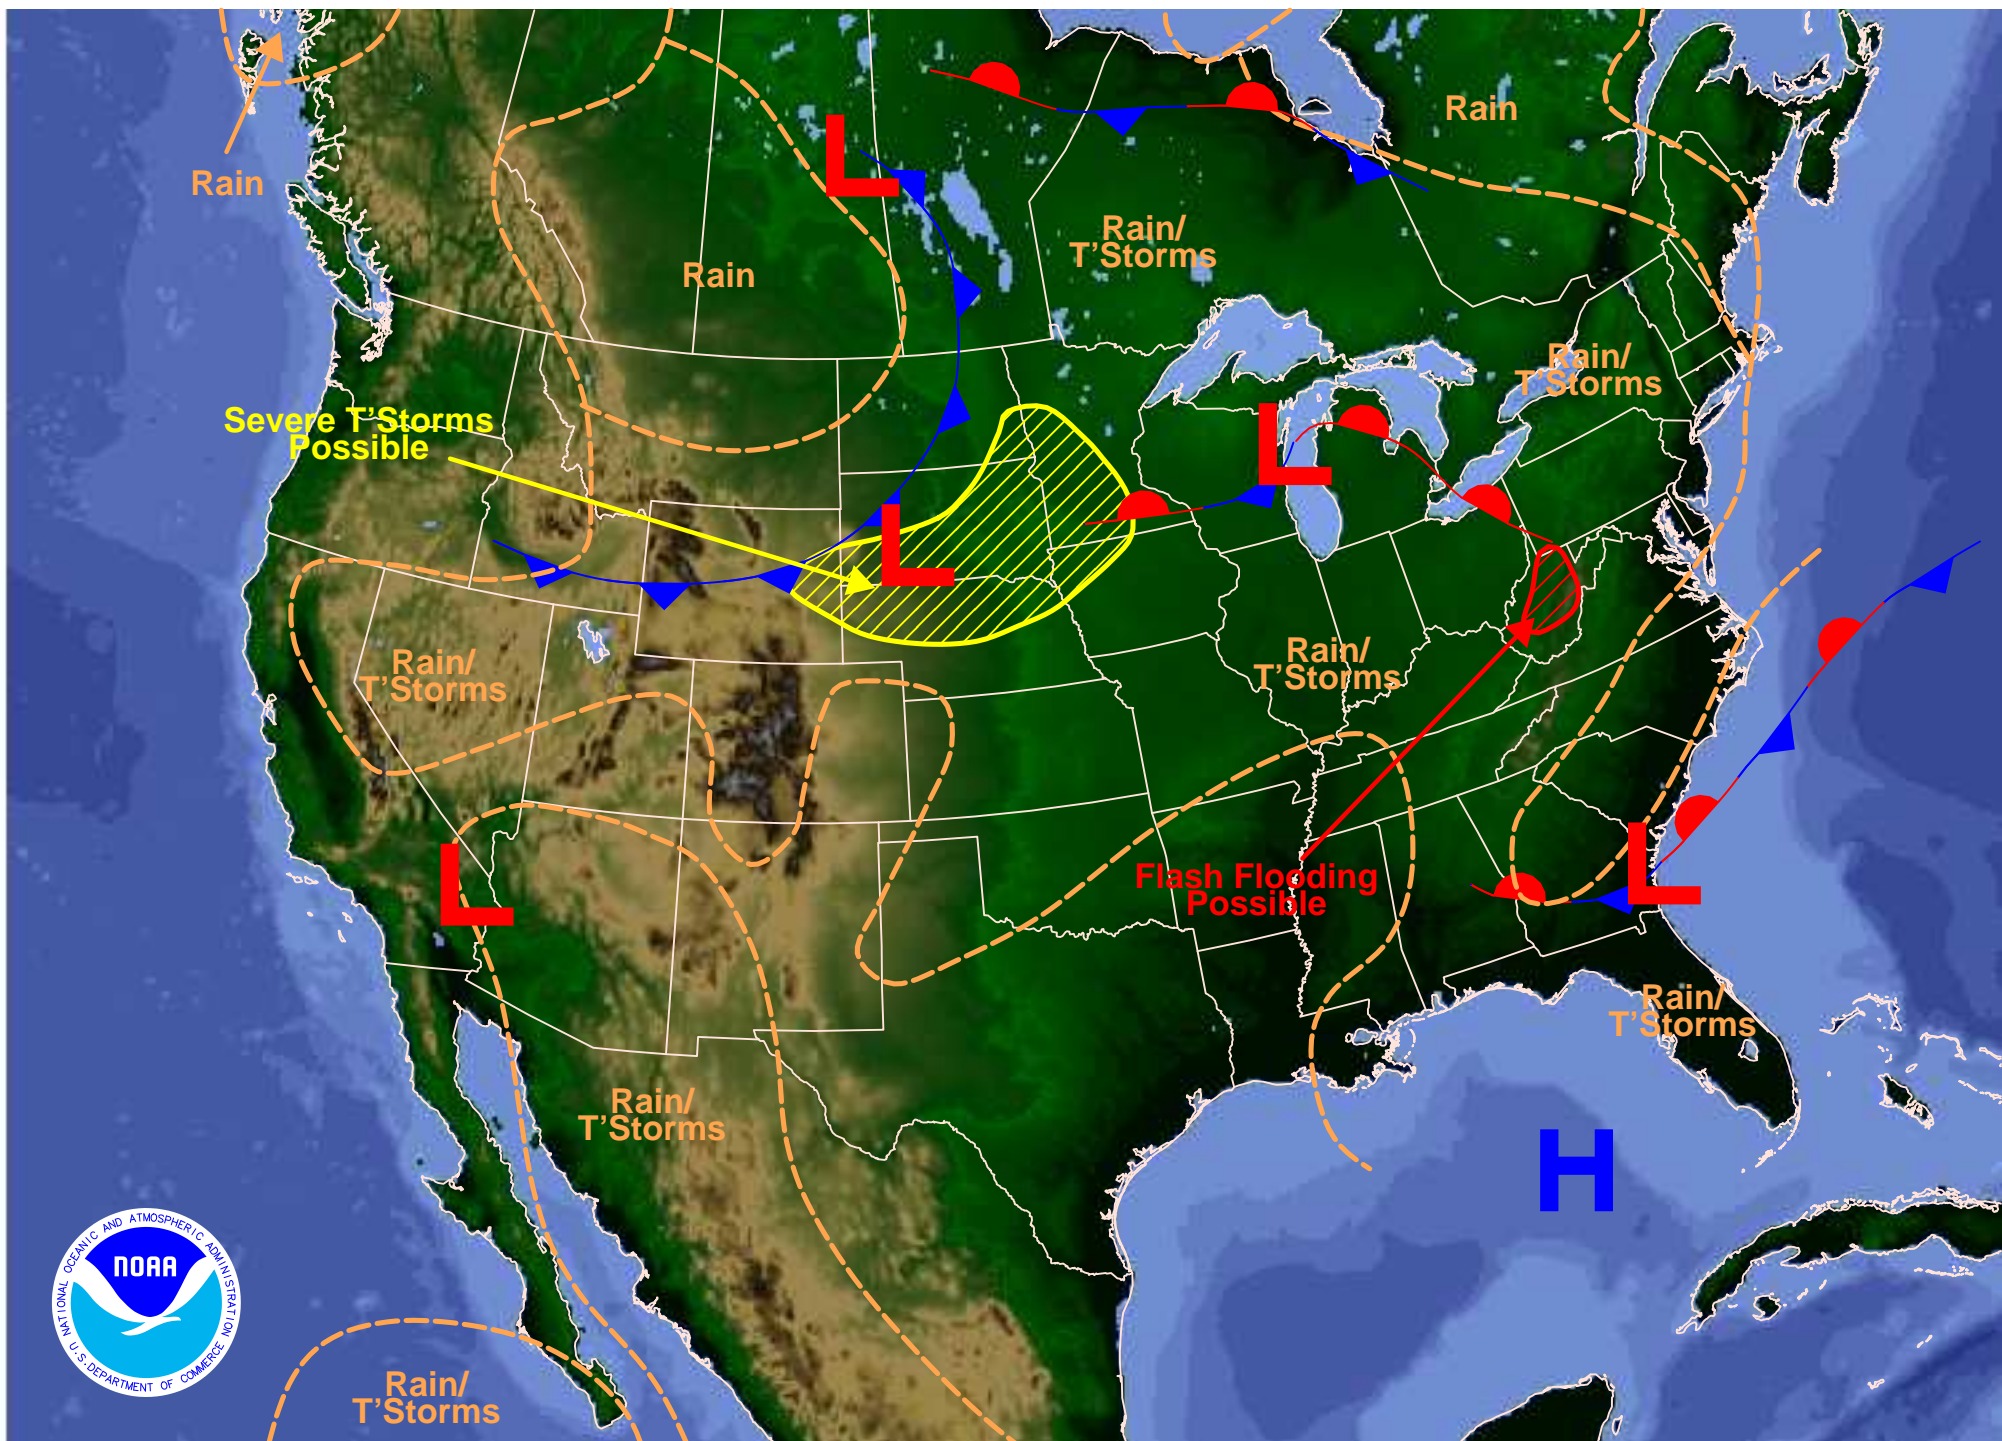 Rain
Rain
Rain/
T'Storms
Rain
Rain/
T'Storms
Severe T'Storms
Possible
L
L
L
Rain/
T'Storms
Rain/
T'Storms
L
L
Flash Flooding
Possible
Rain/
T'Storms
Rain/
T'Storms
H
NATIONAL OCEANIC AND ATMOSPHERIC ADMINISTRATION
NOAA
U.S. DEPARTMENT OF COMMERCE
Rain/
T'Storms